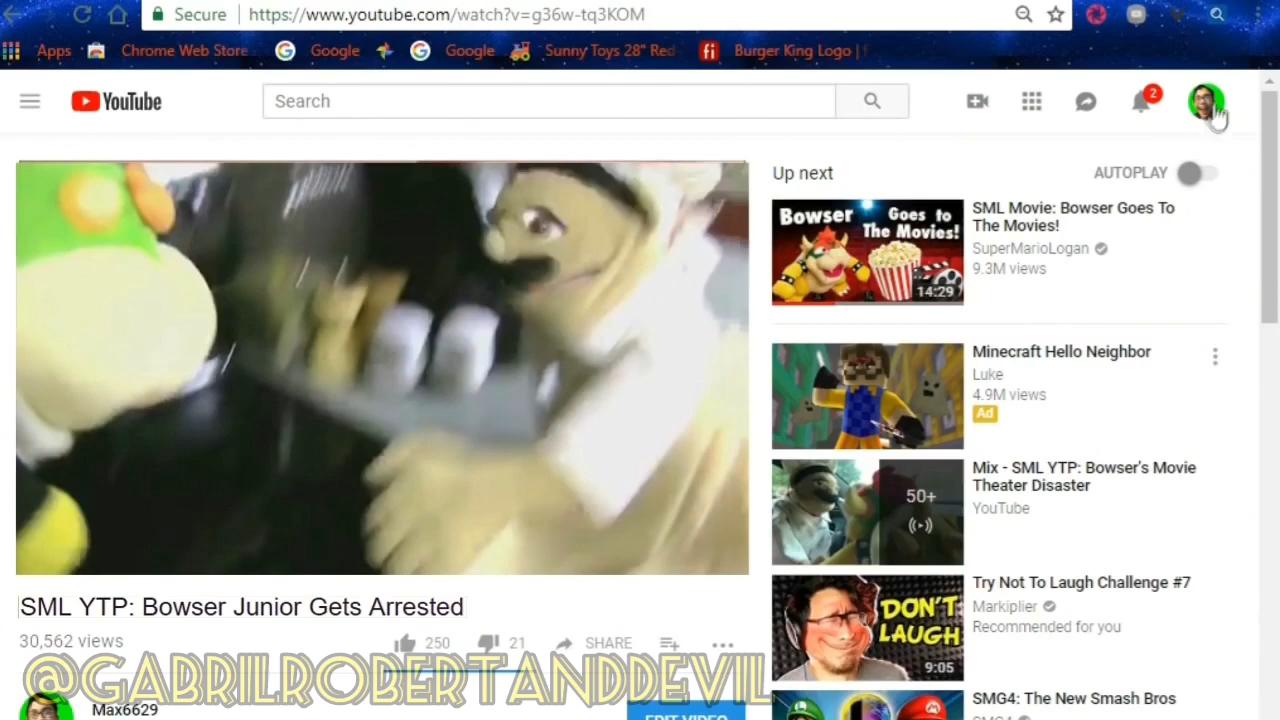 Secure https://www.youtube.com/watch?v=g36w-tq3KOM
Apps Chrome Web Store Google Google Sunny Toys 28" Red Burger King Logo | f
YouTube
Search
2
Up next
AUTOPLAY
Bowser Goes to The Movies!
14:29
SML Movie: Bowser Goes To
The Movies!
SuperMarioLogan
9.3M views
Minecraft Hello Neighbor
Luke
4.9M views
Ad
50+
Mix - SML YTP: Bowser's Movie
Theater Disaster
YouTube
DON'T
LAUGH
9:05
Try Not To Laugh Challenge #7
Markiplier
Recommended for you
SMG4: The New Smash Bros
SMG4
SML YTP: Bowser Junior Gets Arrested
30,562 views
250 21 SHARE
@GABRIILROBERTANDDEVIL
Max6629
EDIT VIDEO